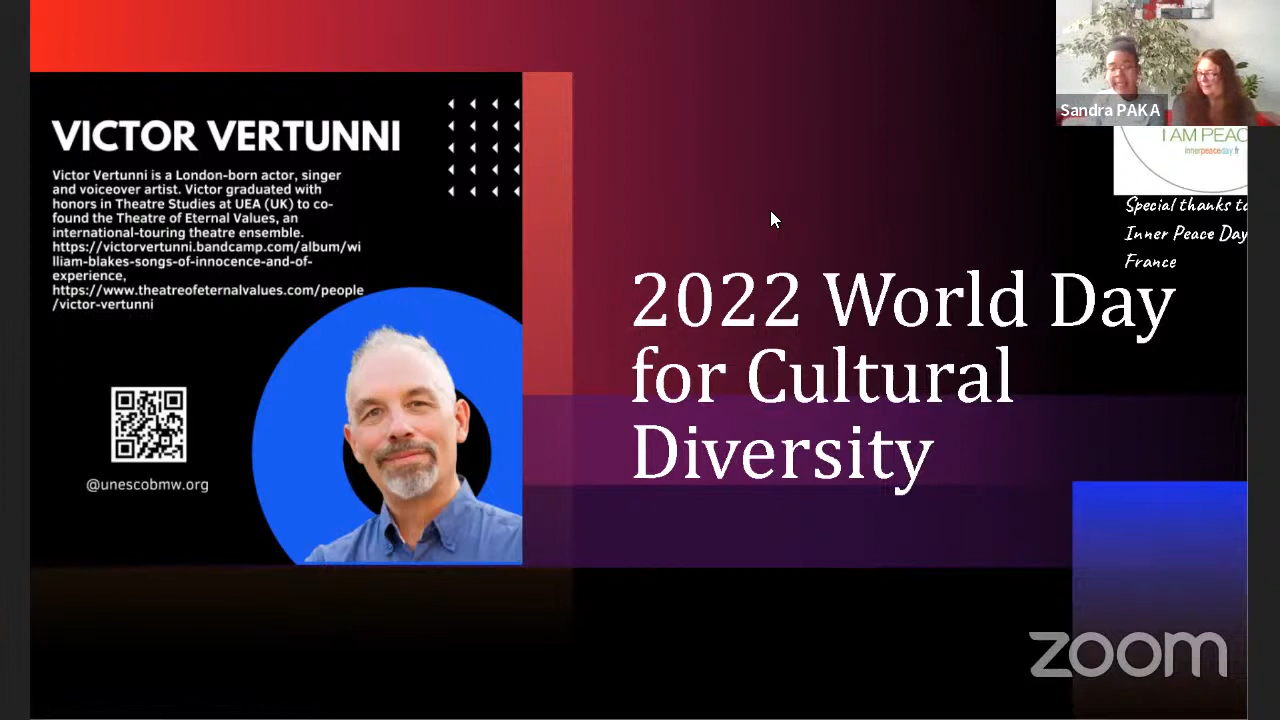 VICTOR VERTUNNI
Victor Vertunni is a London-born actor, singer
and voiceover artist. Victor graduated with
honors in Theatre Studies at UEA (UK) to co-
found the Theatre of Eternal Values, an
international-touring theatre ensemble.
https://victorvertunni.bandcamp.com/album/wi
lliam-blakes-songs-of-innocence-and-of-
experience,
https://www.theatreofeternalvalues.com/people
/victor-vertunni
@unescobmw.org
2022 World Day
for Cultural
Diversity
Sandra PAKA
I AM PEAC
innerpeaceday.fr
Special thanks to
Inner Peace Day
France
zoom